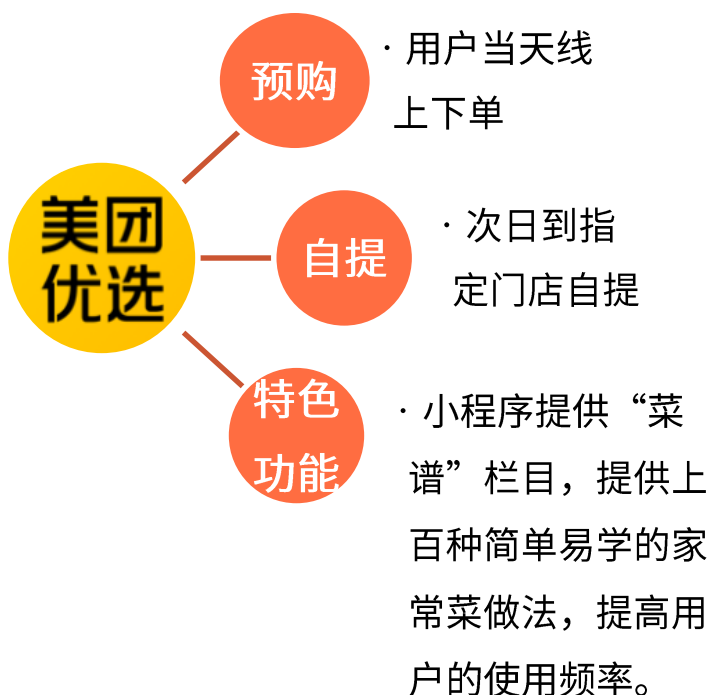 美团
优选
预购
· 用户当天线
上下单
自提
· 次日到指
定门店自提
特色
功能
· 小程序提供“菜
谱”栏目，提供上
百种简单易学的家
常菜做法，提高用
户的使用频率。